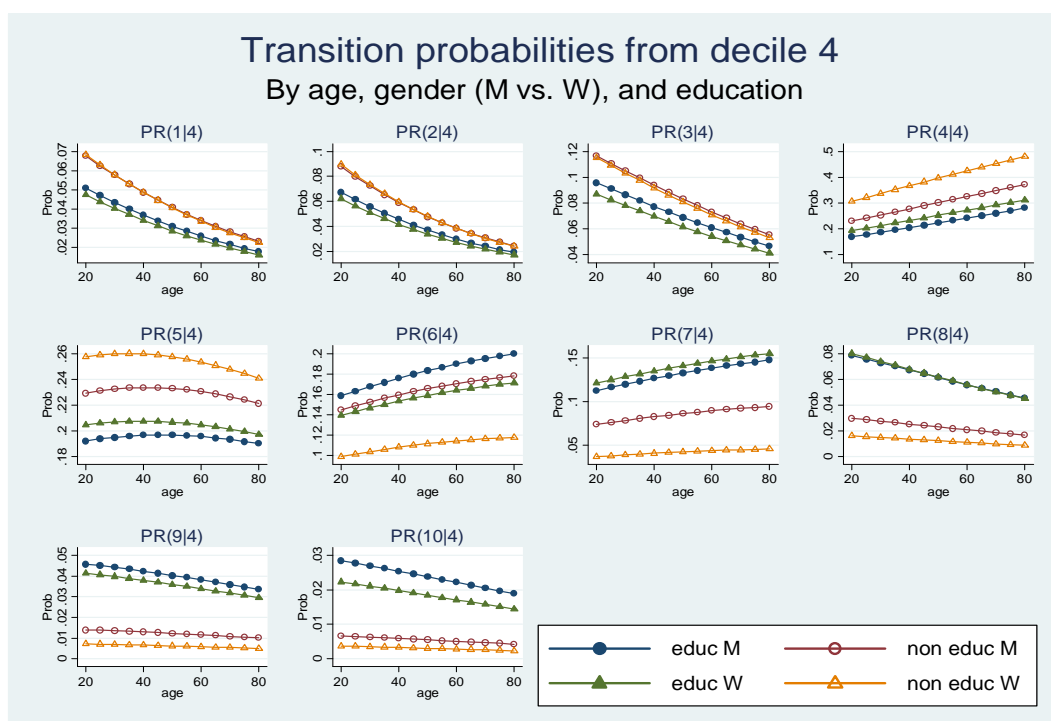 Transition probabilities from decile 4
By age, gender (M vs. W), and education
PR(1|4)
Prob
.02 .03 .04 .05 .06 .07
20 40 60 80
age
PR(2|4)
Prob
.02 .04 .06 .08 .1
20 40 60 80
age
PR(3|4)
Prob
.04 .06 .08 .1 .12
20 40 60 80
age
PR(4|4)
Prob
.1 .2 .3 .4 .5
20 40 60 80
age
PR(5|4)
Prob
.18 .2 .22 .24 .26
20 40 60 80
age
PR(6|4)
Prob
.1 .12 .14 .16 .18 .2
20 40 60 80
age
PR(7|4)
Prob
.05 .1 .15
20 40 60 80
age
PR(8|4)
Prob
0 .02 .04 .06 .08
20 40 60 80
age
PR(9|4)
Prob
0 .01 .02 .03 .04 .05
20 40 60 80
age
PR(10|4)
Prob
0 .01 .02 .03
20 40 60 80
age
educ M
non educ M
educ W
non educ W